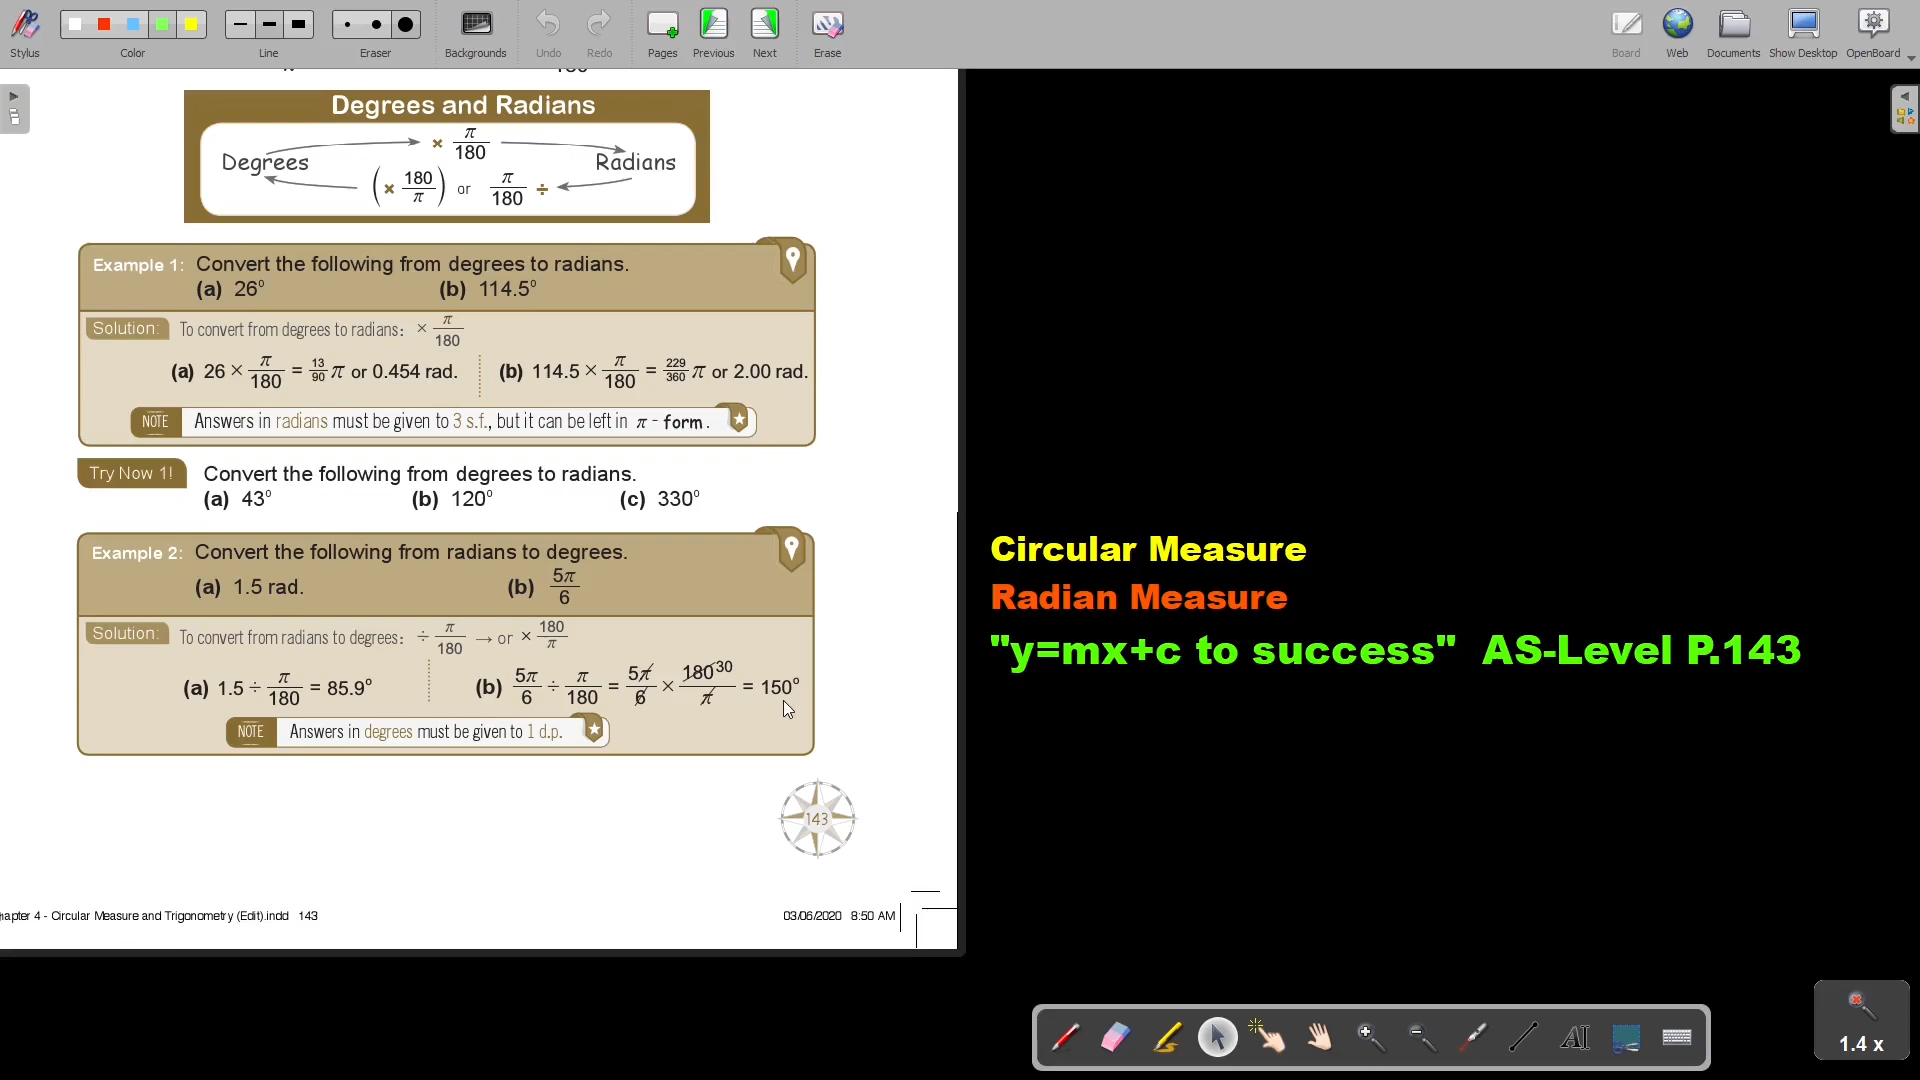 Stylus Color Line Eraser Backgrounds Undo Redo Pages Previous Next Erase Board Web Documents Show Desktop OpenBoard
Degrees and Radians
Degrees × π/180 Radians
(× 180/π) or π/180 ÷
Example 1: Convert the following from degrees to radians.
(a) 26° (b) 114.5°
Solution: To convert from degrees to radians: × π/180
(a) 26 × π/180 = 13/90 π or 0.454 rad. (b) 114.5 × π/180 = 229/360 π or 2.00 rad.
NOTE Answers in radians must be given to 3 s.f., but it can be left in π - form.
Try Now 1! Convert the following from degrees to radians.
(a) 43° (b) 120° (c) 330°
Example 2: Convert the following from radians to degrees.
(a) 1.5 rad. (b) 5π/6
Solution: To convert from radians to degrees: ÷ π/180 → or × 180/π
(a) 1.5 ÷ π/180 = 85.9° (b) 5π/6 ÷ π/180 = 5π/6 × 180 30/π = 150°
NOTE Answers in degrees must be given to 1 d.p.
143
apter 4 - Circular Measure and Trigonometry (Edit).indd 143 03/06/2020 8:50 AM
Circular Measure
Radian Measure
"y=mx+c to success" AS-Level P.143
AI
1.4 x